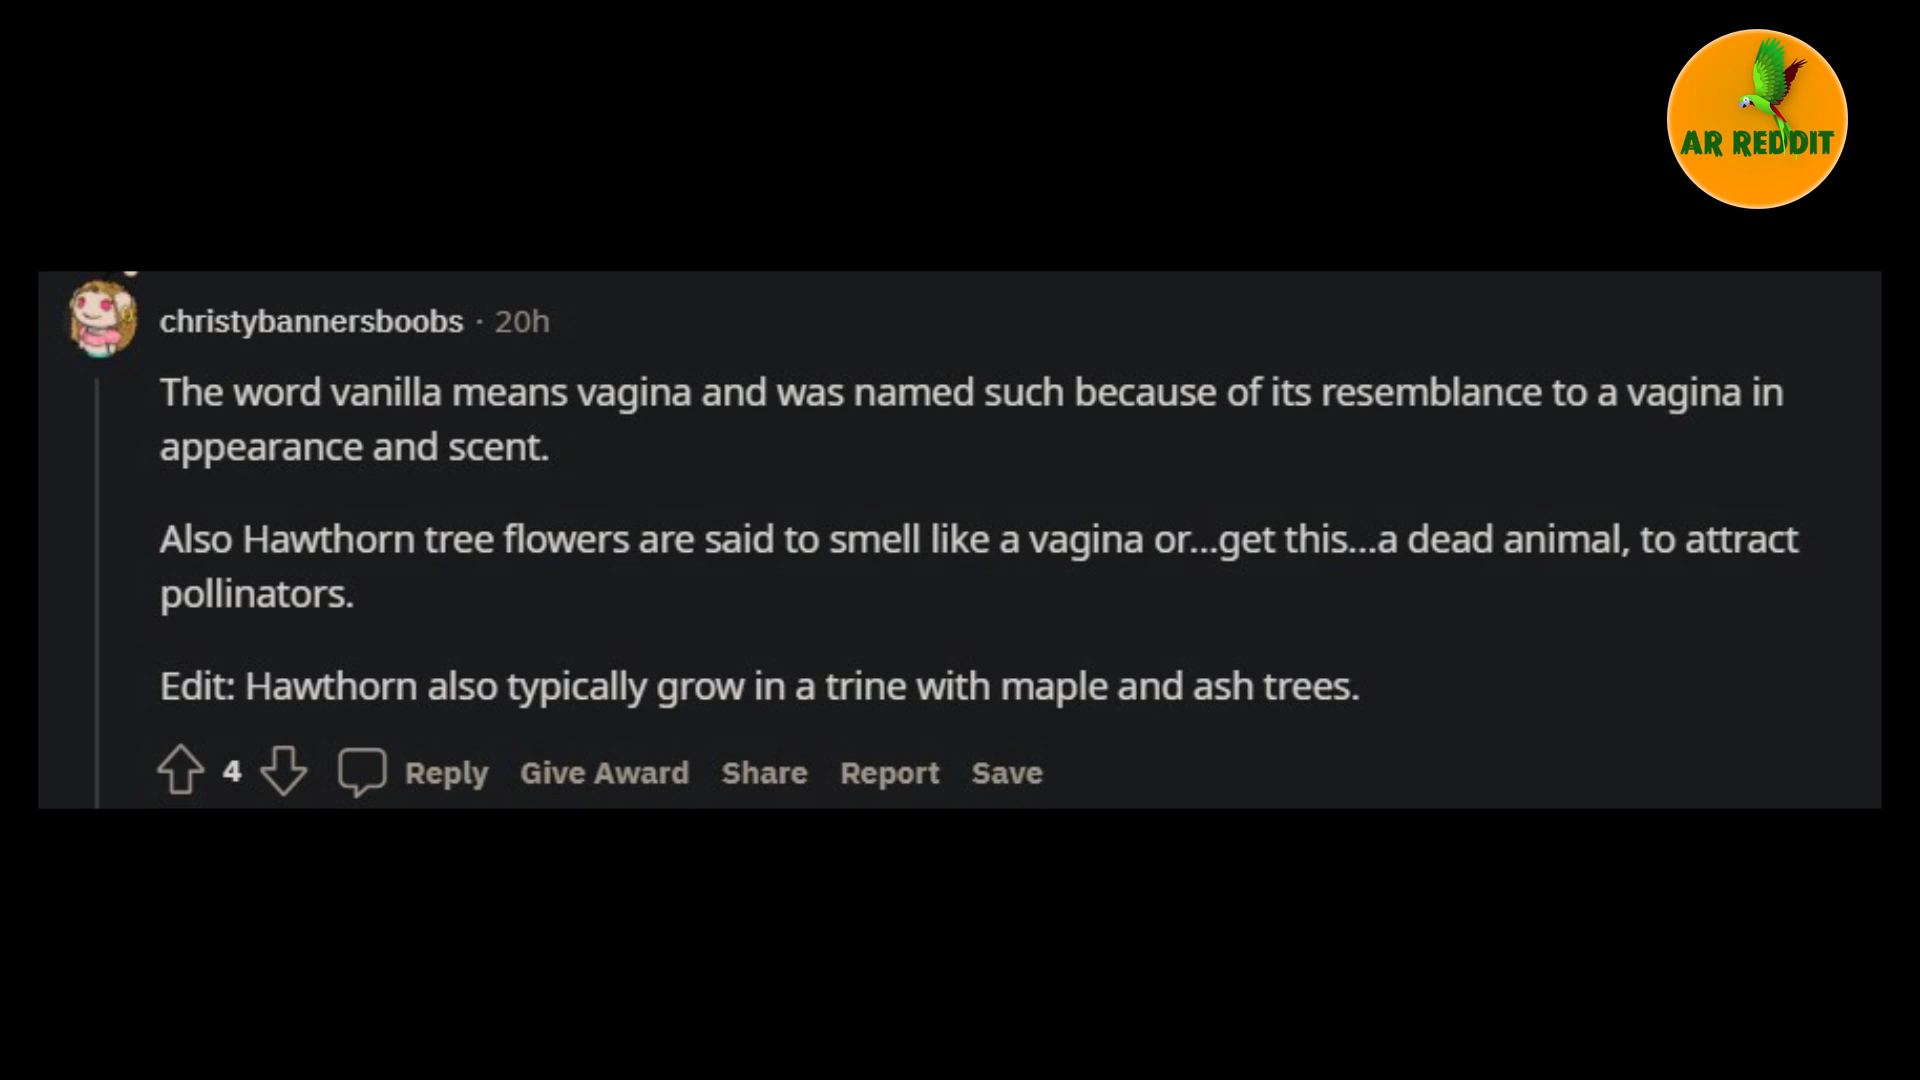 AR REDDIT
christybannersboobs · 20h
The word vanilla means vagina and was named such because of its resemblance to a vagina in
appearance and scent.
Also Hawthorn tree flowers are said to smell like a vagina or...get this...a dead animal, to attract
pollinators.
Edit: Hawthorn also typically grow in a trine with maple and ash trees.
4 Reply Give Award Share Report Save